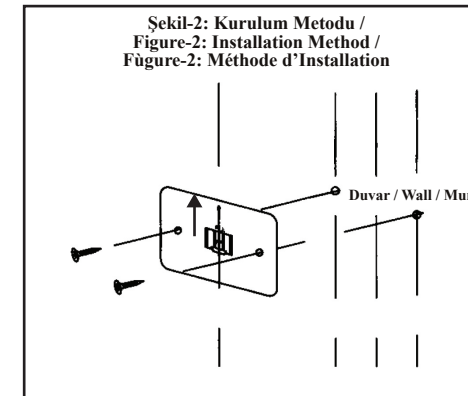 Şekil-2: Kurulum Metodu /
Figure-2: Installation Method /
Fùgure-2: Méthode d’Installation
Duvar / Wall / Mur